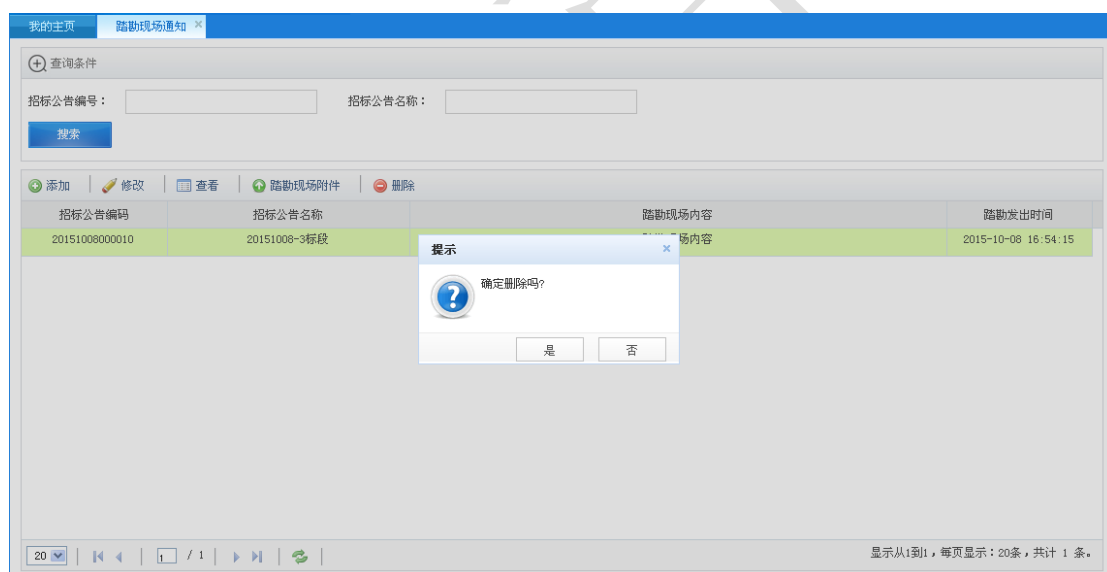 我的主页 踏勘现场通知 ×
查询条件
招标公告编号： 招标公告名称：
搜索
添加 修改 查看 踏勘现场附件 删除
招标公告编码 招标公告名称 踏勘现场内容 踏勘发出时间
20151008000010 20151008-3标段 场内容 2015-10-08 16:54:15
提示 ×
确定删除吗?
是 否
20 1 / 1 显示从1到1，每页显示：20条，共计 1 条。